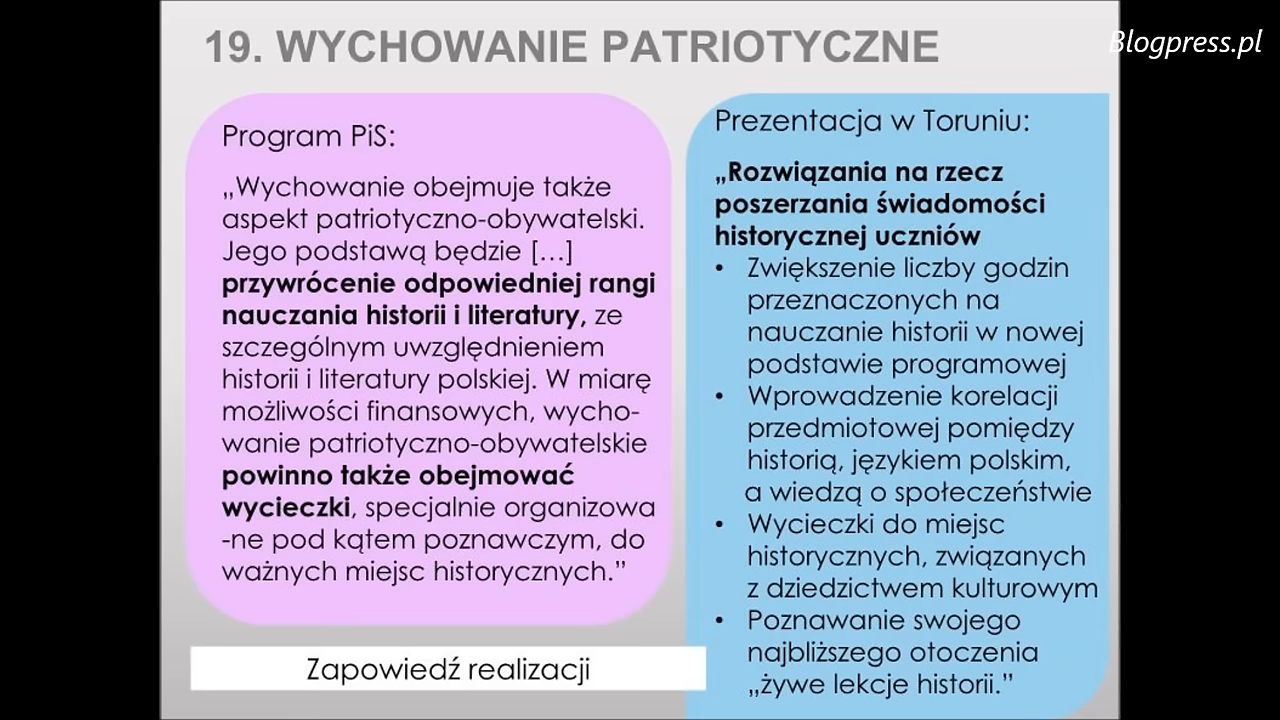 19. WYCHOWANIE PATRIOTYCZNE
Blogpress.pl
Program PiS:
„Wychowanie obejmuje także
aspekt patriotyczno-obywatelski.
Jego podstawą będzie […]
przywrócenie odpowiedniej rangi
nauczania historii i literatury, ze
szczególnym uwzględnieniem
historii i literatury polskiej. W miarę
możliwości finansowych, wycho-
wanie patriotyczno-obywatelskie
powinno także obejmować
wycieczki, specjalnie organizowa
-ne pod kątem poznawczym, do
ważnych miejsc historycznych.”
Zapowiedź realizacji
Prezentacja w Toruniu:
„Rozwiązania na rzecz
poszerzania świadomości
historycznej uczniów
• Zwiększenie liczby godzin
przeznaczonych na
nauczanie historii w nowej
podstawie programowej
• Wprowadzenie korelacji
przedmiotowej pomiędzy
historią, językiem polskim,
a wiedzą o społeczeństwie
• Wycieczki do miejsc
historycznych, związanych
z dziedzictwem kulturowym
• Poznawanie swojego
najbliższego otoczenia
„żywe lekcje historii.”